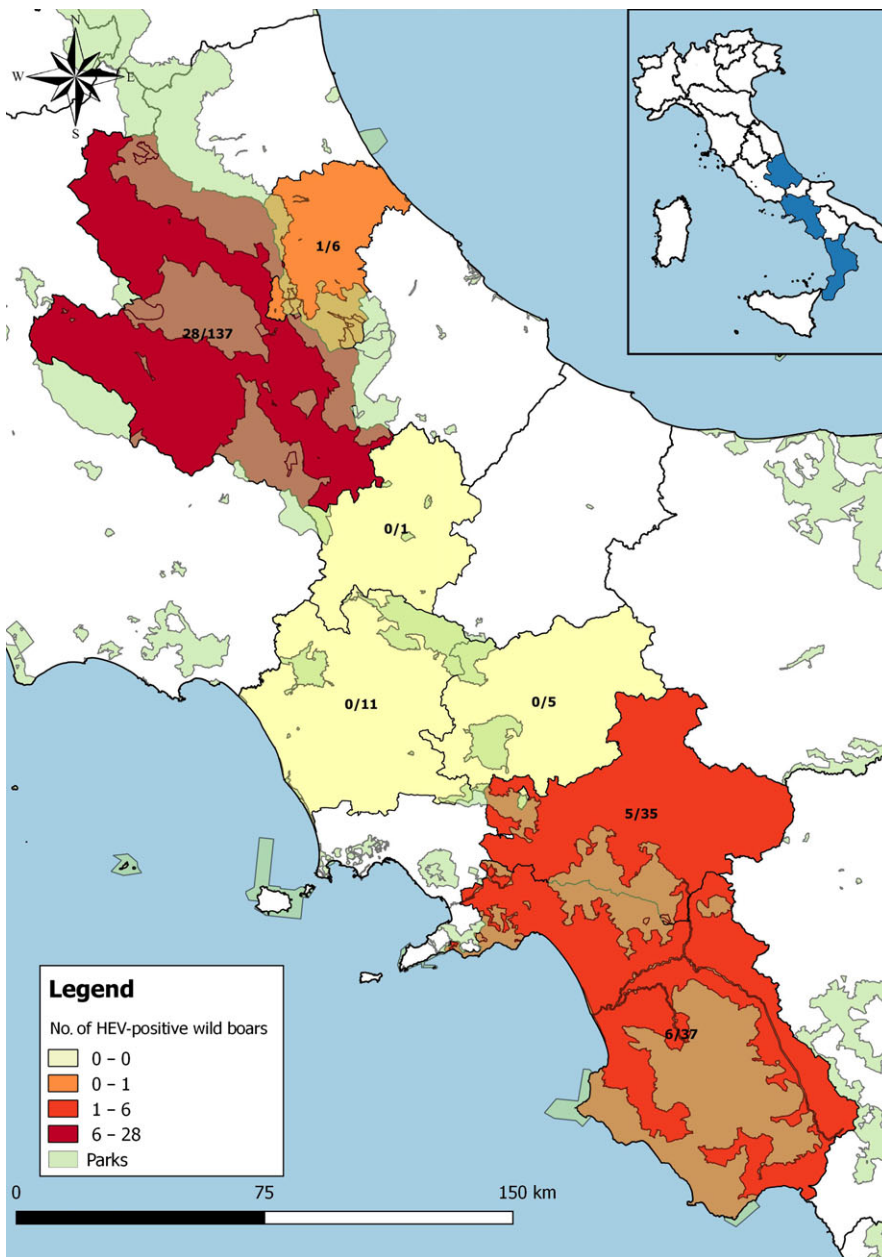 N
W E
S
1/6
28/137
0/1
0/11
0/5
5/35
6/37
Legend
No. of HEV-positive wild boars
0 – 0
0 – 1
1 – 6
6 – 28
Parks
0 75 150 km